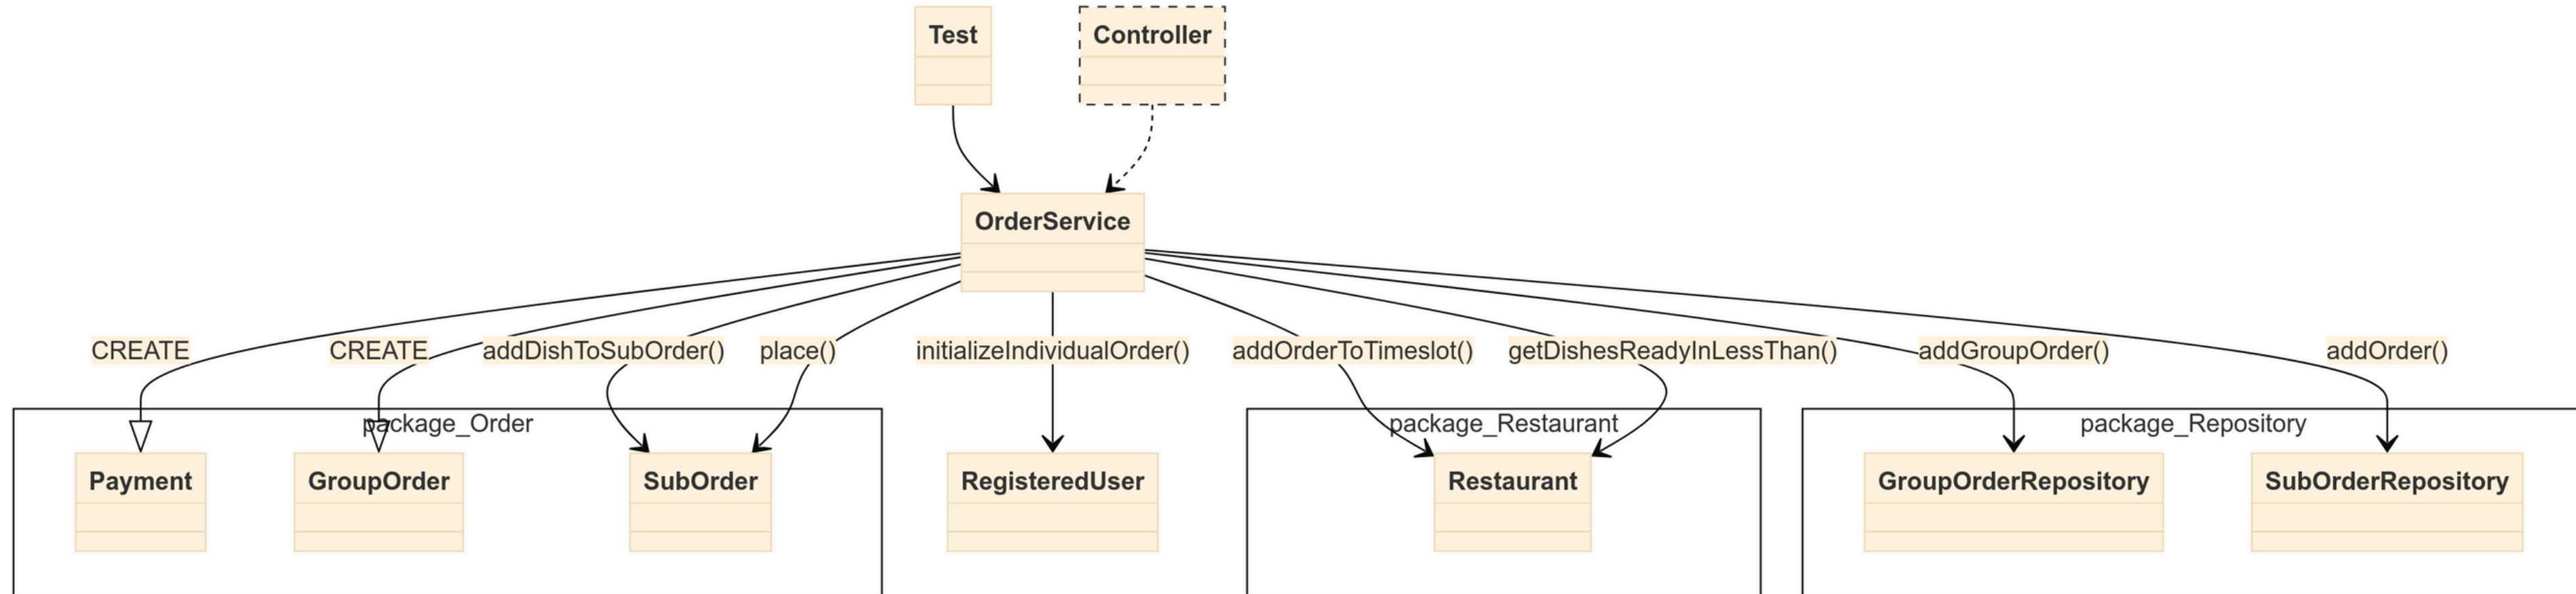 Test
Controller
OrderService
CREATE
CREATE
addDishToSubOrder()
place()
initializeIndividualOrder()
addOrderToTimeslot()
getDishesReadyInLessThan()
addGroupOrder()
addOrder()
package_Order
package_Restaurant
package_Repository
Payment
GroupOrder
SubOrder
RegisteredUser
Restaurant
GroupOrderRepository
SubOrderRepository